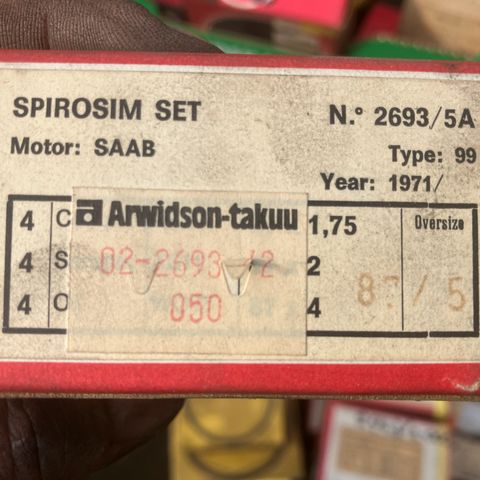 SPIROSIM SET
N.º 2693/5A
Motor: SAAB
Type: 99
Year: 1971/
4 C
4 S
4 O
Arwidson-takuu
02-2693 /2
050
1,75
2
4
Oversize